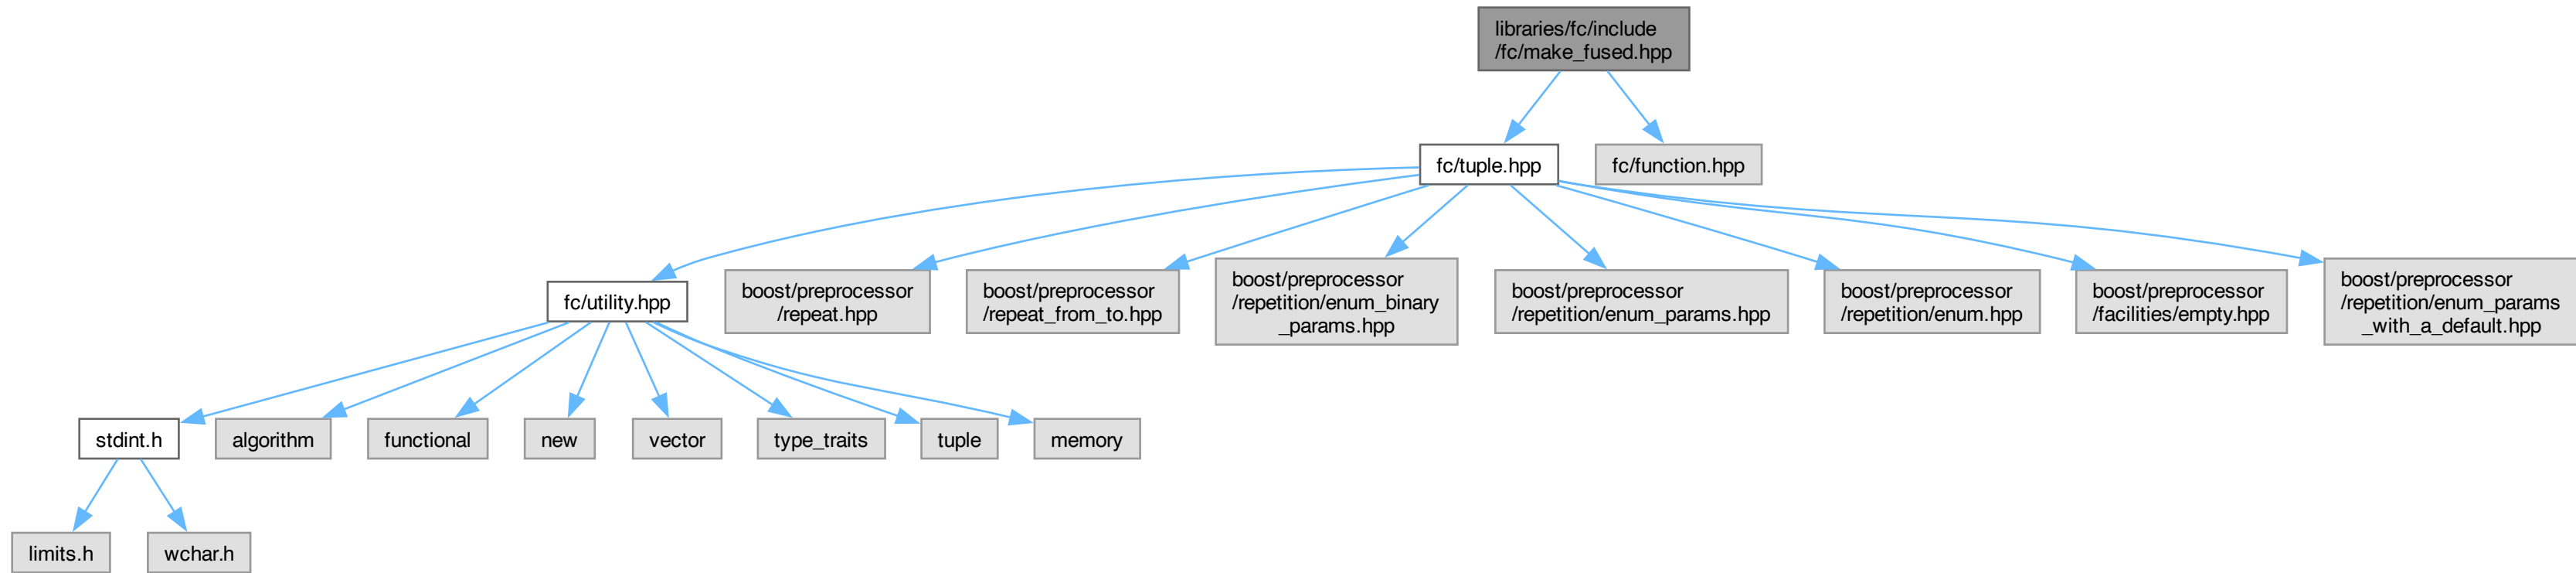 libraries/fc/include
/fc/make_fused.hpp
fc/tuple.hpp
fc/function.hpp
fc/utility.hpp
boost/preprocessor
/repeat.hpp
boost/preprocessor
/repeat_from_to.hpp
boost/preprocessor
/repetition/enum_binary
_params.hpp
boost/preprocessor
/repetition/enum_params.hpp
boost/preprocessor
/repetition/enum.hpp
boost/preprocessor
/facilities/empty.hpp
boost/preprocessor
/repetition/enum_params
_with_a_default.hpp
stdint.h
algorithm
functional
new
vector
type_traits
tuple
memory
limits.h
wchar.h